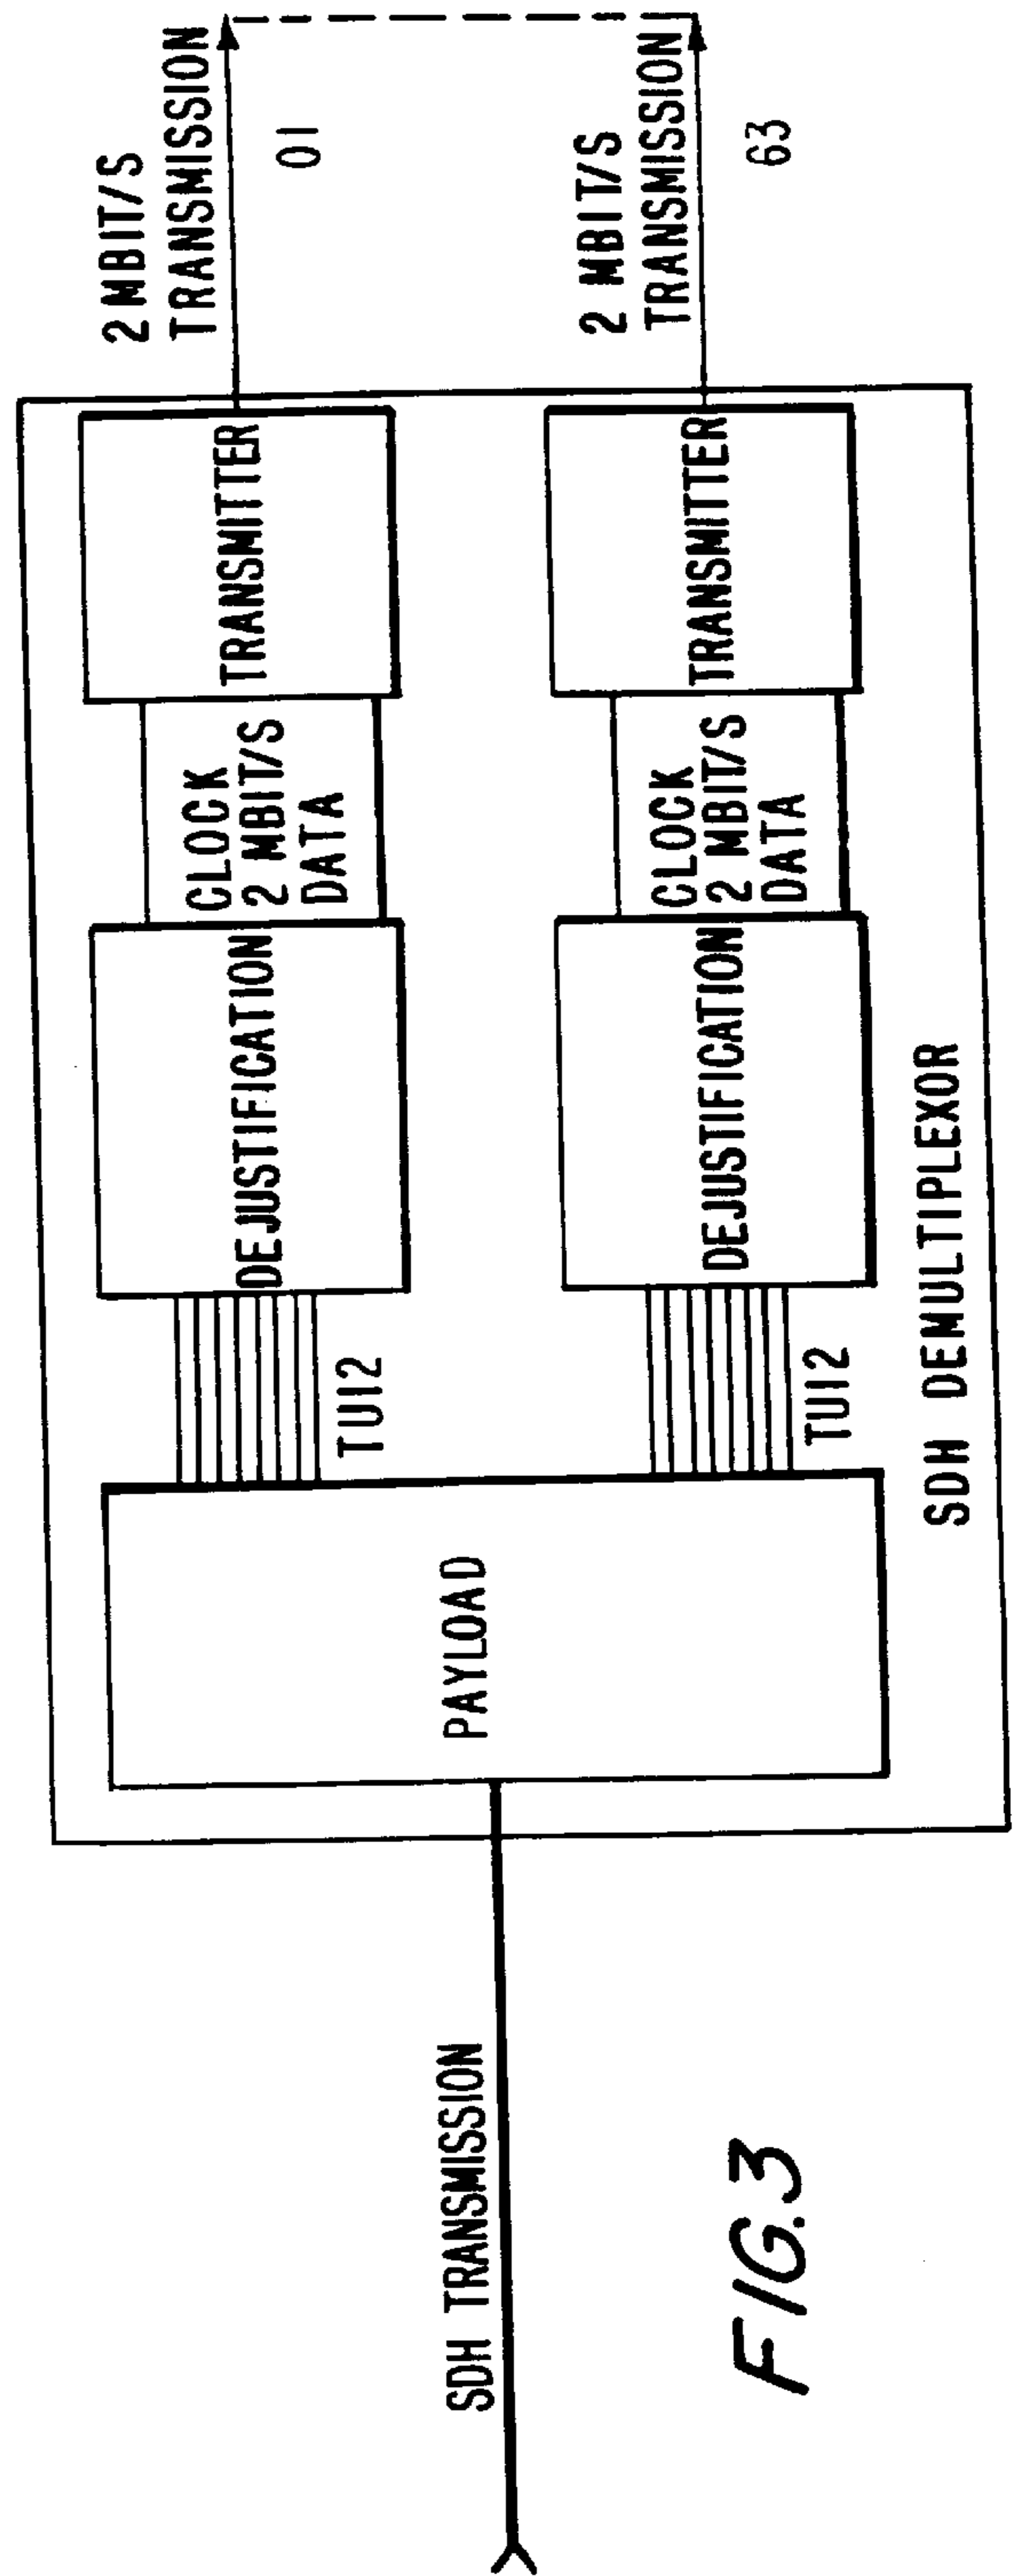 SDH TRANSMISSION
PAYLOAD
TU12
DEJUSTIFICATION
CLOCK
2 MBIT/S
DATA
TRANSMITTER
2 MBIT/S
TRANSMISSION
01
TU12
DEJUSTIFICATION
CLOCK
2 MBIT/S
DATA
TRANSMITTER
2 MBIT/S
TRANSMISSION
63
SDH DEMULTIPLEXOR
FIG.3